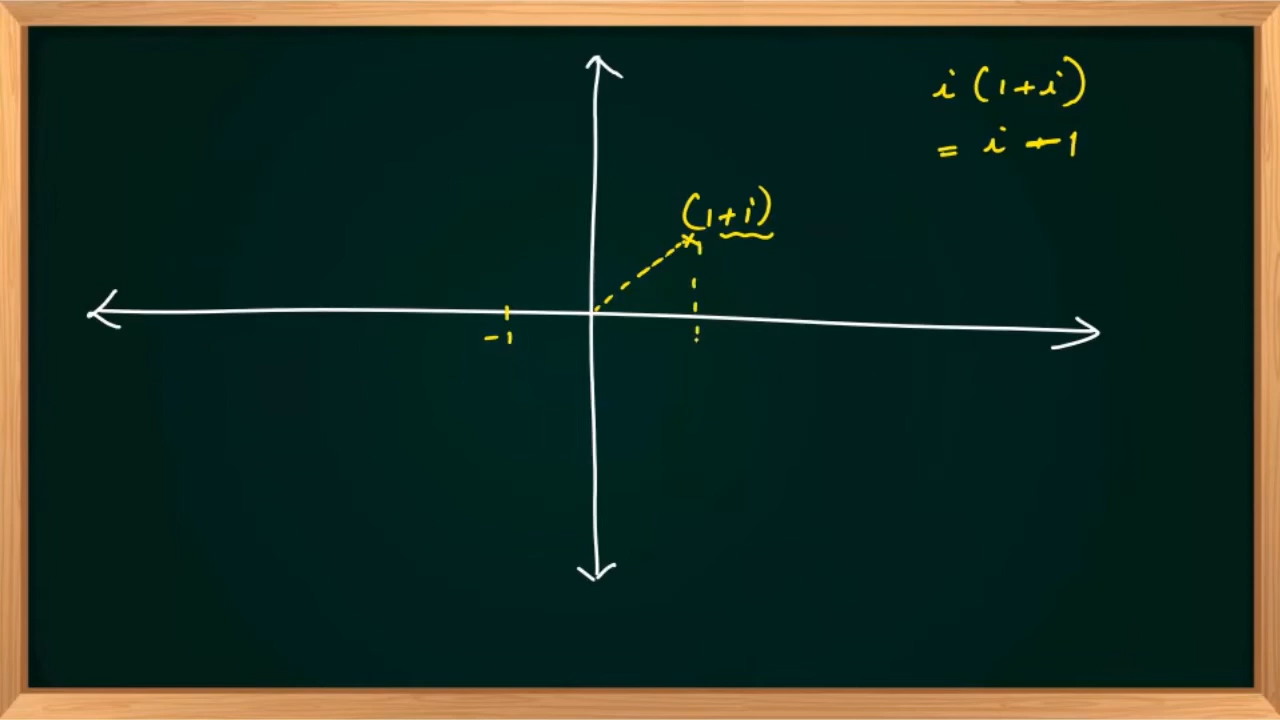 i (1+i)
= i - 1
(1+i)
-1